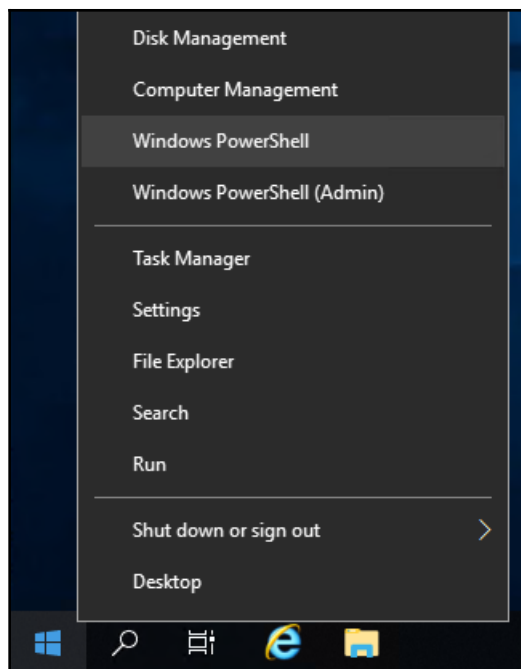 Disk Management
Computer Management
Windows PowerShell
Windows PowerShell (Admin)
Task Manager
Settings
File Explorer
Search
Run
Shut down or sign out
Desktop